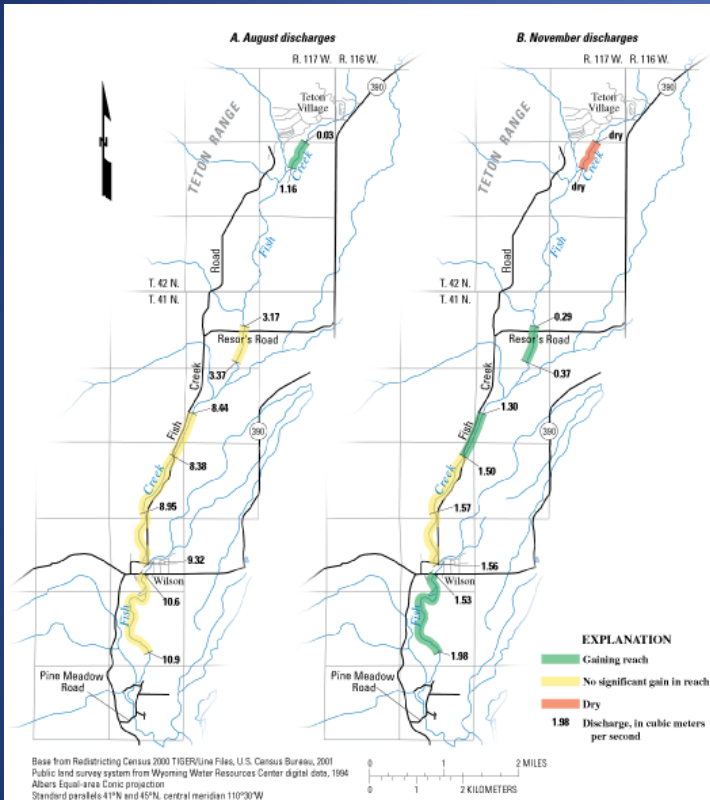 A. August discharges
R. 117 W. R. 116 W.
390
Teton
Village
TETON RANGE
0.03
Creek
1.16
N
Fish
Road
T. 42 N.
T. 41 N.
3.17
Resor's Road
3.37
Creek
8.44
Fish
390
8.38
Creek
8.95
9.32
Wilson
10.6
Fish
10.9
Pine Meadow
Road
B. November discharges
R. 117 W. R. 116 W.
390
Teton
Village
TETON RANGE
dry
Creek
dry
Fish
Road
T. 42 N.
T. 41 N.
0.29
Resor's Road
0.37
Creek
1.30
Fish
390
1.50
Creek
1.57
1.56
Wilson
1.53
Fish
1.98
Pine Meadow
Road
EXPLANATION
Gaining reach
No significant gain in reach
Dry
1.98 Discharge, in cubic meters
per second
Base from Redistricting Census 2000 TIGER/Line Files, U.S. Census Bureau, 2001
Public land survey system from Wyoming Water Resources Center digital data, 1994
Albers Equal-area Conic projection
Standard parallels 41°N and 45°N, central meridian 110°30'W
0 1 2 MILES
0 1 2 KILOMETERS